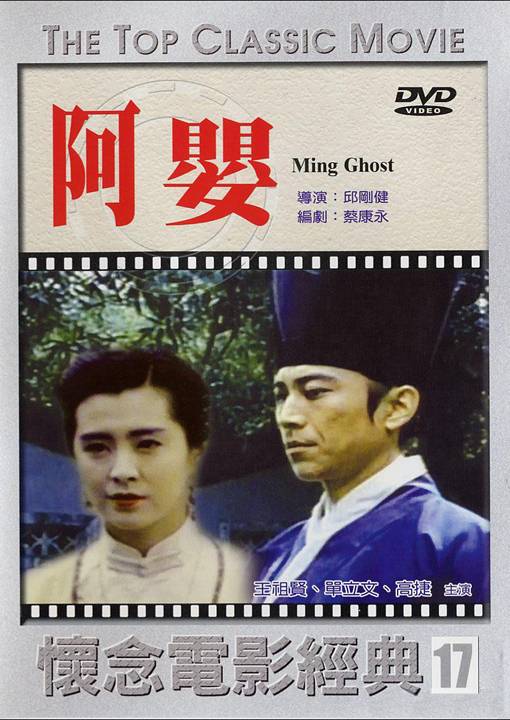 THE TOP CLASSIC MOVIE
DVD
VIDEO
阿嬰
Ming Ghost
導演：邱剛健
編劇：蔡康永
王祖賢、單立文、高捷 主演
懷念電影經典 17